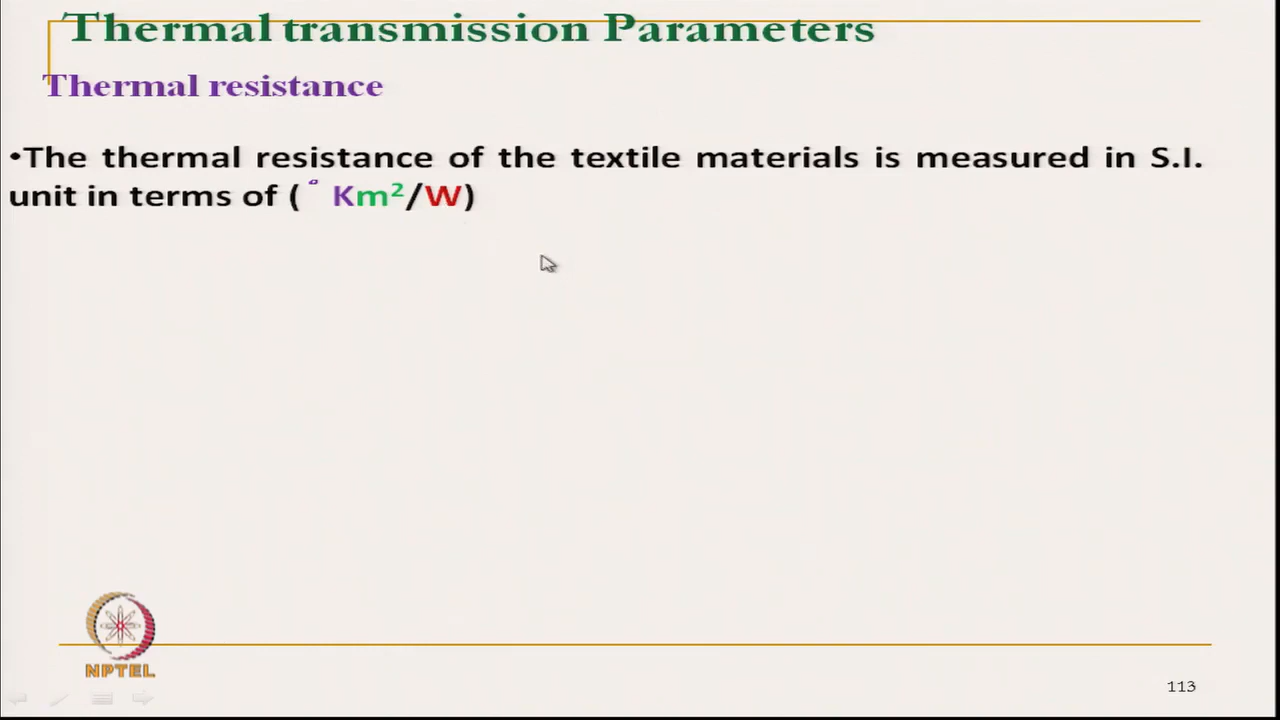 Thermal transmission Parameters
Thermal resistance
•The thermal resistance of the textile materials is measured in S.I.
unit in terms of ( ° Km²/W)
NPTEL
113